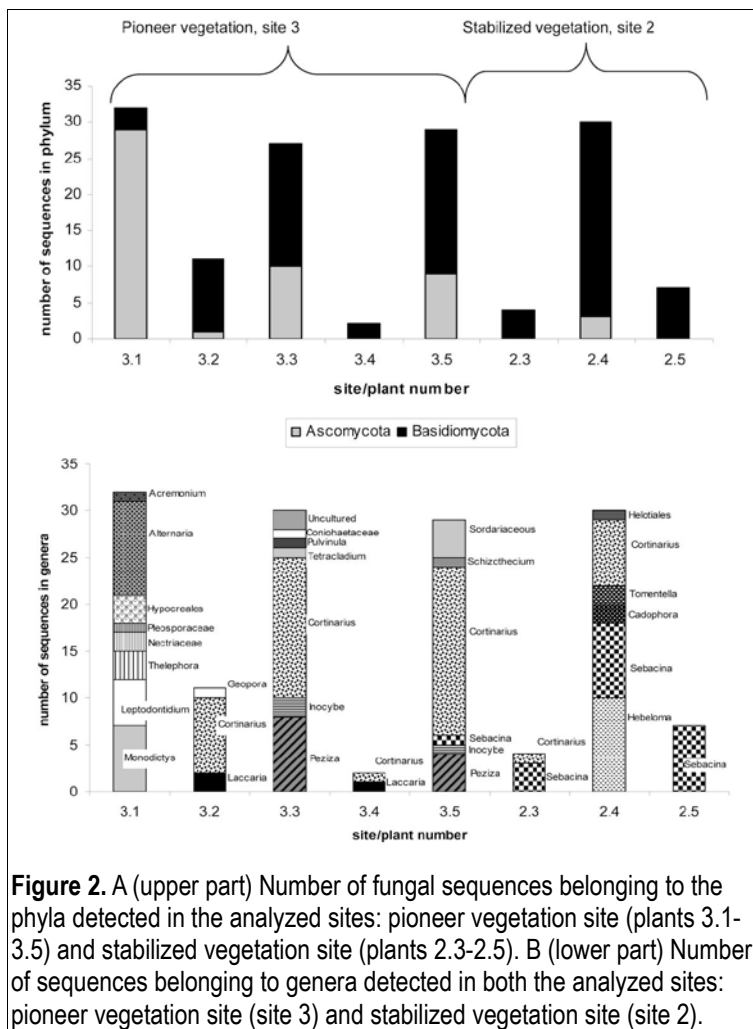 Pioneer vegetation, site 3
Stabilized vegetation, site 2
number of sequences in phylum
35
30
25
20
15
10
5
0
3.1 3.2 3.3 3.4 3.5 2.3 2.4 2.5
site/plant number
Ascomycota Basidiomycota
number of sequences in genera
35
30
25
20
15
10
5
0
Acremonium
Alternaria
Hypocreales
Pleosporaceae
Nectriaceae
Thelephora
Leptodontidium
Monodictys
Geopora
Cortinarius
Laccaria
Uncultured
Coniohaetaceae
Pulvinula
Tetracladium
Cortinarius
Inocybe
Peziza
Cortinarius
Laccaria
Sordariaceous
Schizcthecium
Cortinarius
Sebacina
Inocybe
Peziza
Cortinarius
Sebacina
Helotiales
Cortinarius
Tomentella
Cadophora
Sebacina
Hebeloma
Sebacina
3.1 3.2 3.3 3.4 3.5 2.3 2.4 2.5
site/plant number
Figure 2. A (upper part) Number of fungal sequences belonging to the
phyla detected in the analyzed sites: pioneer vegetation site (plants 3.1-
3.5) and stabilized vegetation site (plants 2.3-2.5). B (lower part) Number
of sequences belonging to genera detected in both the analyzed sites:
pioneer vegetation site (site 3) and stabilized vegetation site (site 2).